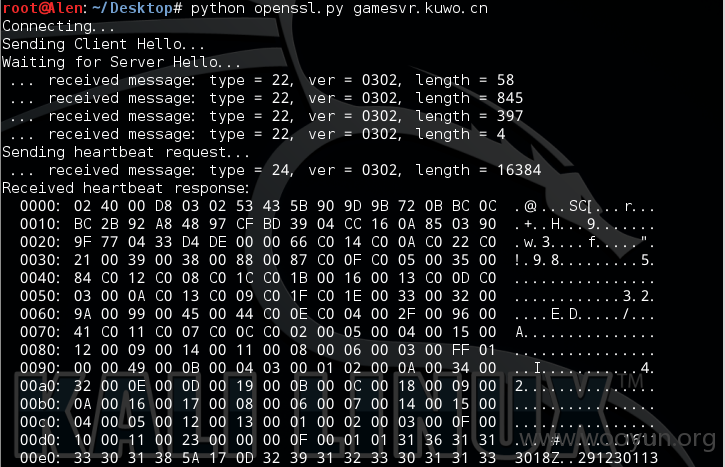 root@Alen:~/Desktop# python openssl.py gamesvr.kuwo.cn
Connecting...
Sending Client Hello...
Waiting for Server Hello...
 ... received message: type = 22, ver = 0302, length = 58
 ... received message: type = 22, ver = 0302, length = 845
 ... received message: type = 22, ver = 0302, length = 397
 ... received message: type = 22, ver = 0302, length = 4
Sending heartbeat request...
 ... received message: type = 24, ver = 0302, length = 16384
Received heartbeat response:
  0000: 02 40 00 D8 03 02 53 43 5B 90 9D 9B 72 0B BC 0C  .@....SC[...r...
  0010: BC 2B 92 A8 48 97 CF BD 39 04 CC 16 0A 85 03 90  .+..H...9.......
  0020: 9F 77 04 33 D4 DE 00 00 66 C0 14 C0 0A C0 22 C0  .w.3....f.....".
  0030: 21 00 39 00 38 00 88 00 87 C0 0F C0 05 00 35 00  !.9.8.........5.
  0040: 84 C0 12 C0 08 C0 1C C0 1B 00 16 00 13 C0 0D C0  ................
  0050: 03 00 0A C0 13 C0 09 C0 1F C0 1E 00 33 00 32 00  ............3.2.
  0060: 9A 00 99 00 45 00 44 C0 0E C0 04 00 2F 00 96 00  ....E.D...../...
  0070: 41 C0 11 C0 07 C0 0C C0 02 00 05 00 04 00 15 00  A...............
  0080: 12 00 09 00 14 00 11 00 08 00 06 00 03 00 FF 01  ................
  0090: 00 00 49 00 0B 00 04 03 00 01 02 00 0A 00 34 00  ..I...........4.
  00a0: 32 00 0E 00 0D 00 19 00 0B 00 0C 00 18 00 09 00  2...............
  00b0: 0A 00 16 00 17 00 08 00 06 00 07 00 14 00 15 00  ................
  00c0: 04 00 05 00 12 00 13 00 01 00 02 00 03 00 0F 00  ................
  00d0: 10 00 11 00 23 00 00 00 0F 00 01 01 31 36 31 31  ....#.......1611
  00e0: 33 30 31 38 5A 17 0D 32 39 31 32 33 30 31 31 33  3018Z..291230113
KALI LINUX™
www.wooyun.org